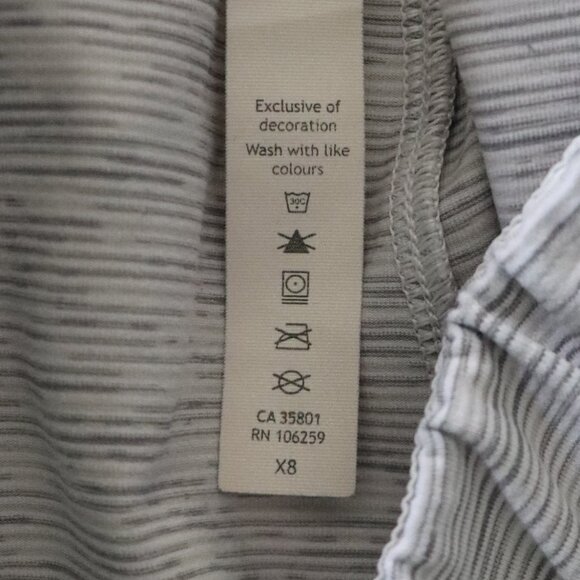 Exclusive of
decoration
Wash with like
colours
30C
CA 35801
RN 106259
X8